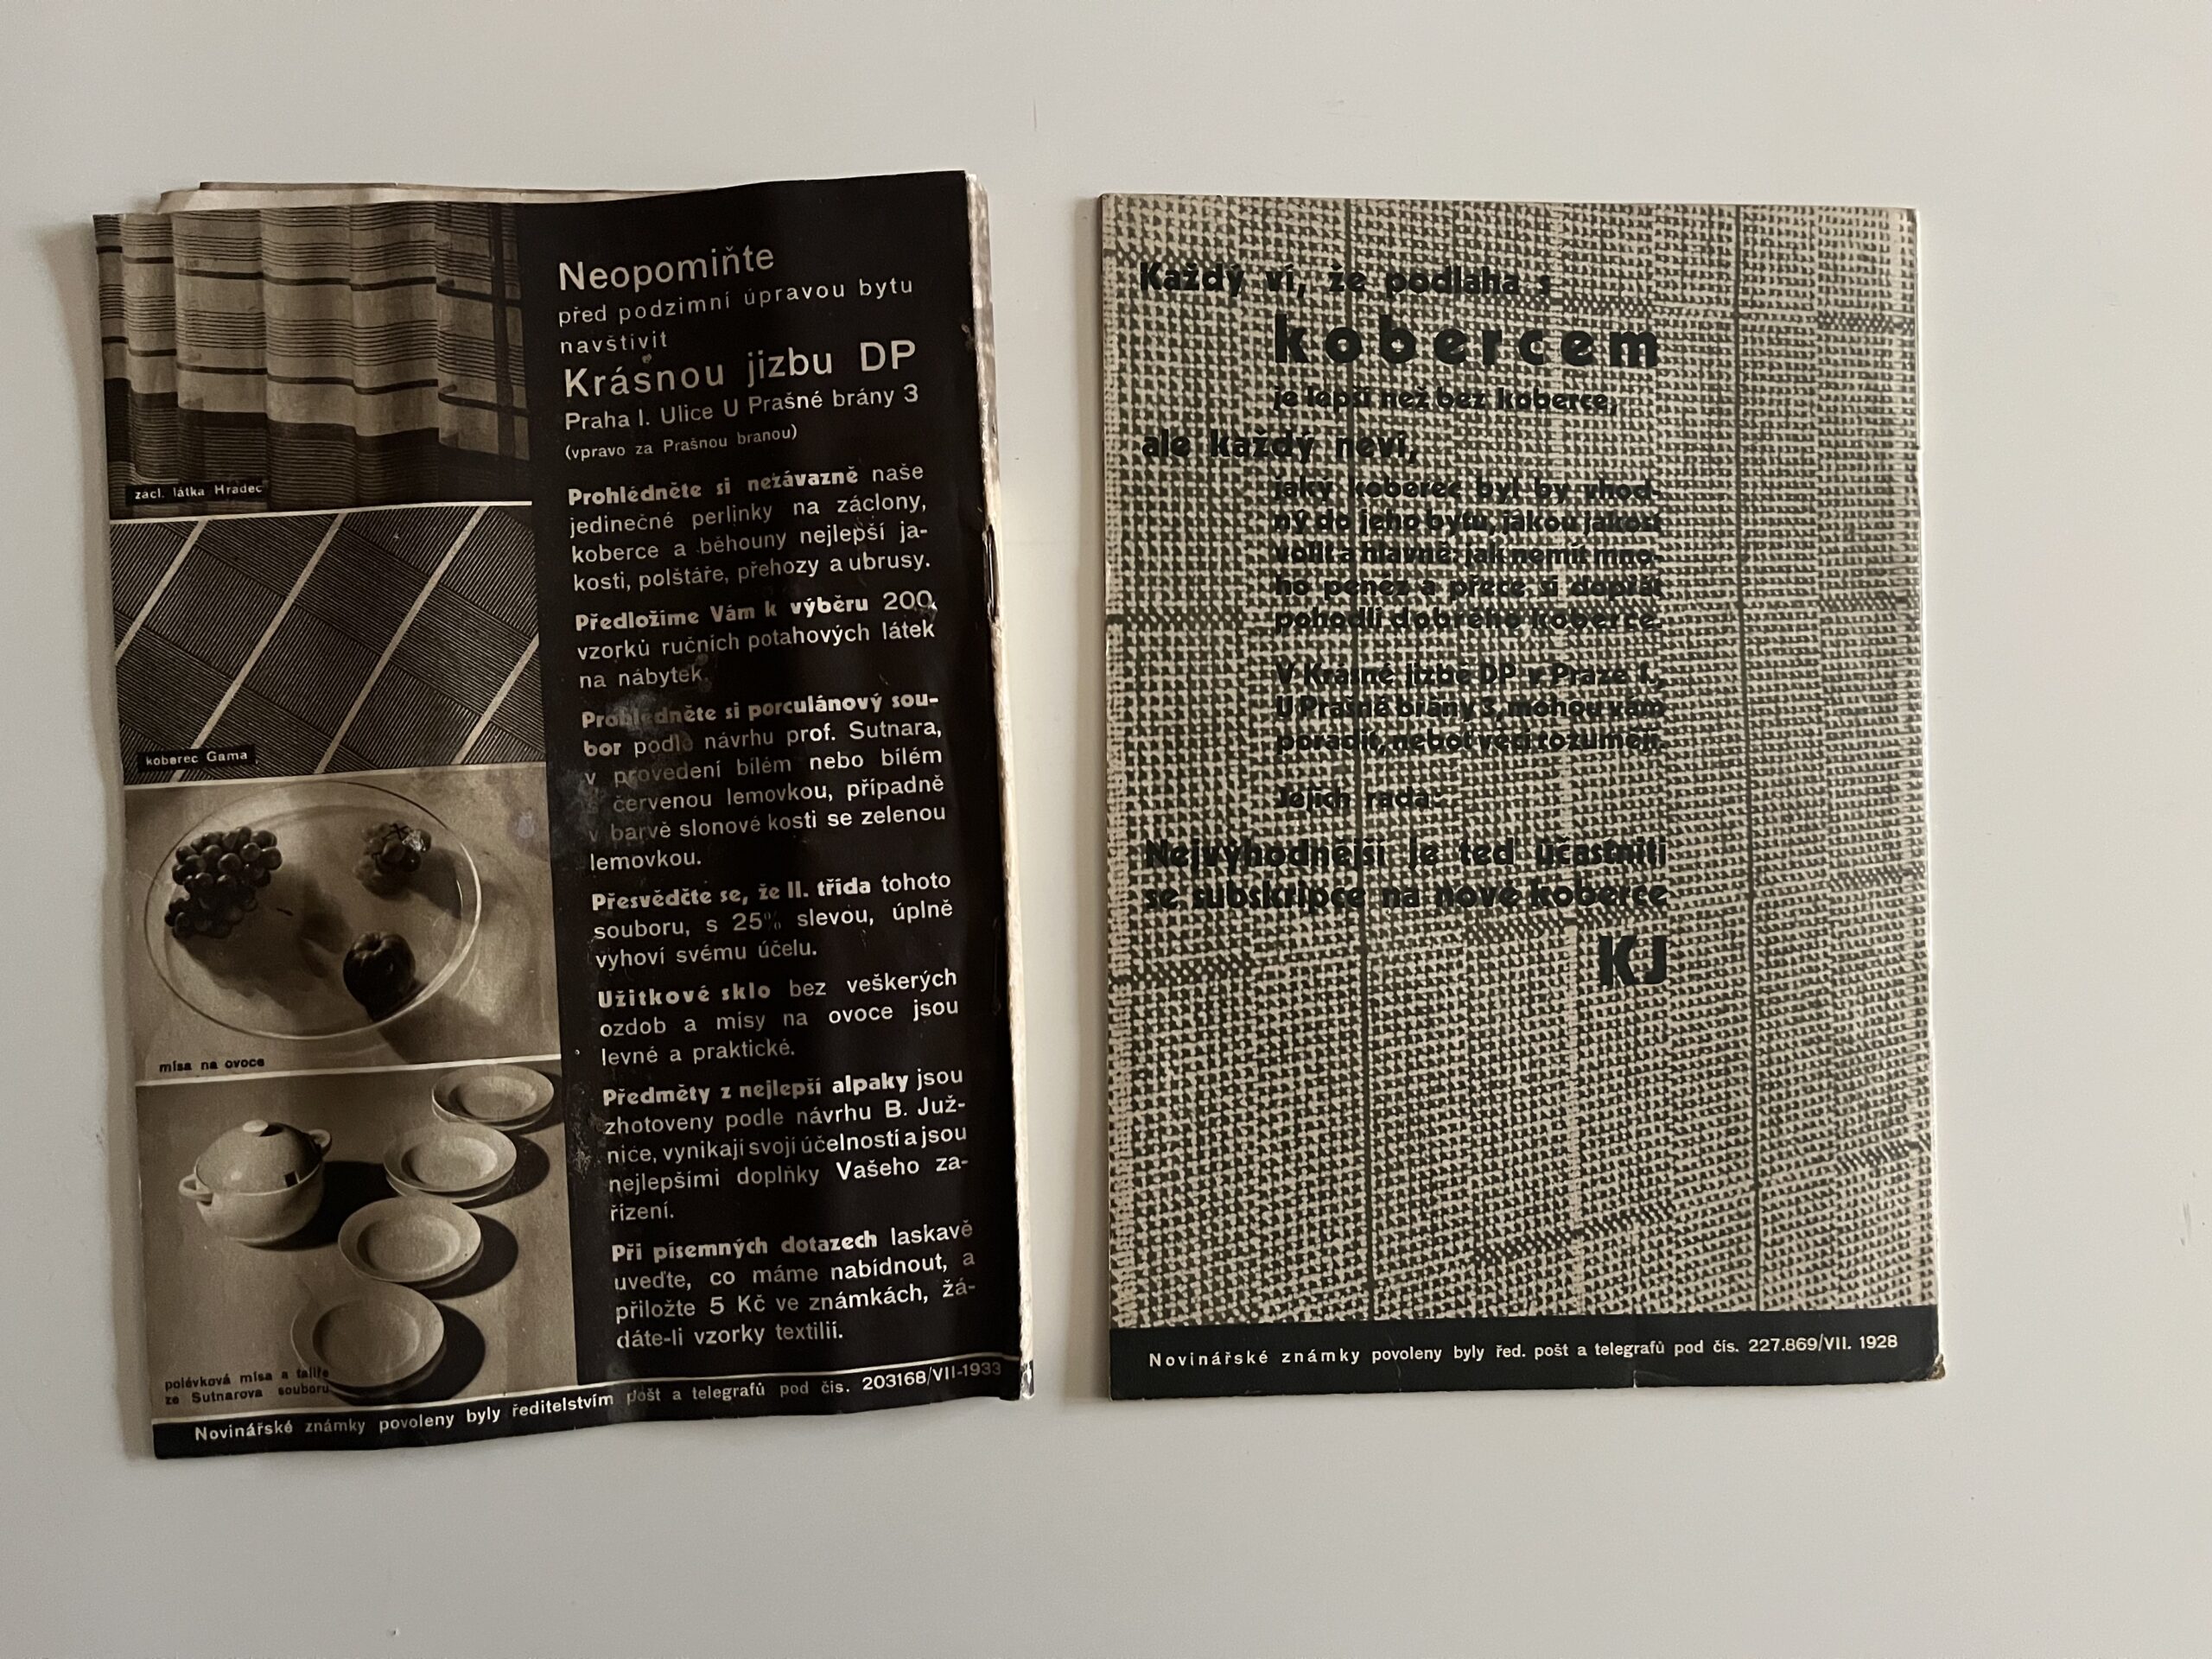 Neopomiňte
před podzimní úpravou bytu
navštívit
Krásnou jizbu DP
Praha I. Ulice U Prašné brány 3
(vpravo za Prašnou branou)
Prohlédněte si nezávazně naše
jedinečné perlinky na záclony,
koberce a běhouny nejlepší ja-
kosti, polštáře, přehozy a ubrusy.
Předložíme Vám k výběru 200
vzorků ručních potahových látek
na nábytek.
Prohlédněte si porculánový sou-
bor podle návrhu prof. Sutnara,
v provedení bílém nebo bílém
s červenou lemovkou, případně
v barvě slonové kosti se zelenou
lemovkou.
Přesvědčte se, že II. třída tohoto
souboru, s 25% slevou, úplně
vyhoví svému účelu.
Užitkové sklo bez veškerých
ozdob a mísy na ovoce jsou
levné a praktické.
Předměty z nejlepší alpaky jsou
zhotoveny podle návrhu B. Juž-
niće, vynikají svojí účelností a jsou
nejlepšími doplňky Vašeho za-
řízení.
Při písemných dotazech laskavě
uveďte, co máme nabídnout, a
přiložte 5 Kč ve známkách, žá-
dáte-li vzorky textilií.
zácl. látka Hradec
koberec Gama
mísa na ovoce
polévková mísa a talíře
ze Sutnarova souboru
Novinářské známky povoleny byly ředitelstvím pošt a telegrafů pod čís. 203168/VII-1933
Každý ví, že podlaha s
kobercem
je lepší než bez koberce,
ale každý neví,
jaký koberec byl by vhod-
ný do jeho bytu, jakou jakost
volit a hlavně: jak nemít mno-
ho peněz a přece si dopřát
pohodlí dobrého koberce.
V Krásné jizbě DP v Praze I.,
U Prašné brány 3, mohou vám
poradit, neboť věci rozumějí.
Jejich rada:
Nejvýhodnější je teď účastniti
se subskripce na nové koberce
KJ
Novinářské známky povoleny byly řed. pošt a telegrafů pod čís. 227.869/VII. 1928